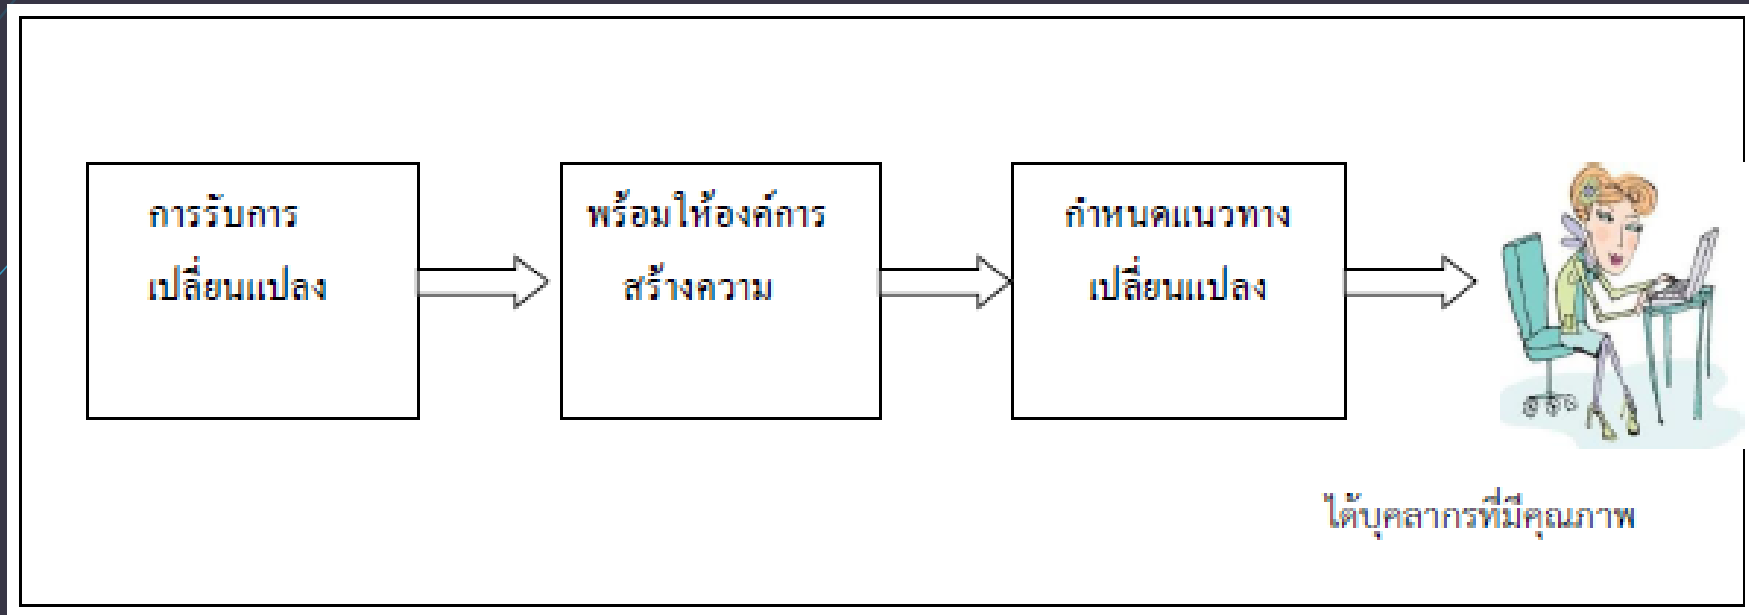 การรับการ
เปลี่ยนแปลง
พร้อมให้องค์การ
สร้างความ
กำหนดแนวทาง
เปลี่ยนแปลง
ได้บุคลากรที่มีคุณภาพ